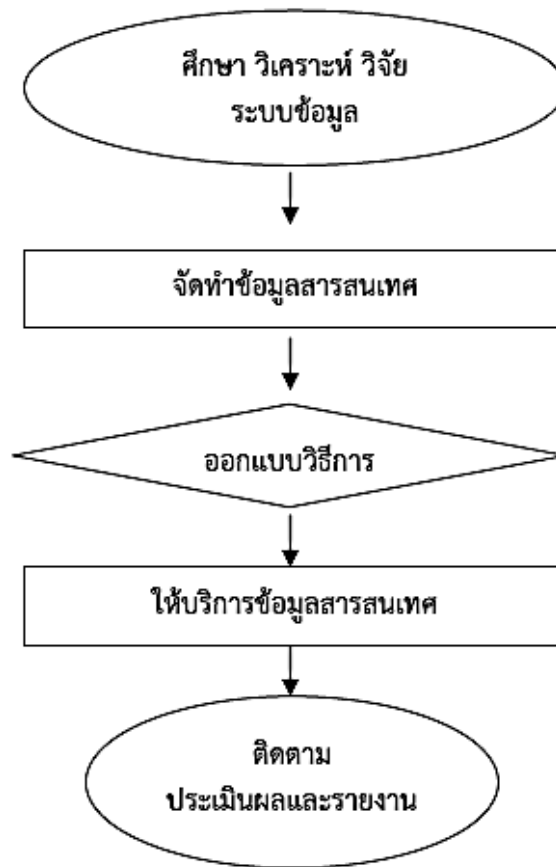 ศึกษา วิเคราะห์ วิจัย
ระบบข้อมูล
จัดทำข้อมูลสารสนเทศ
ออกแบบวิธีการ
ให้บริการข้อมูลสารสนเทศ
ติดตาม
ประเมินผลและรายงาน